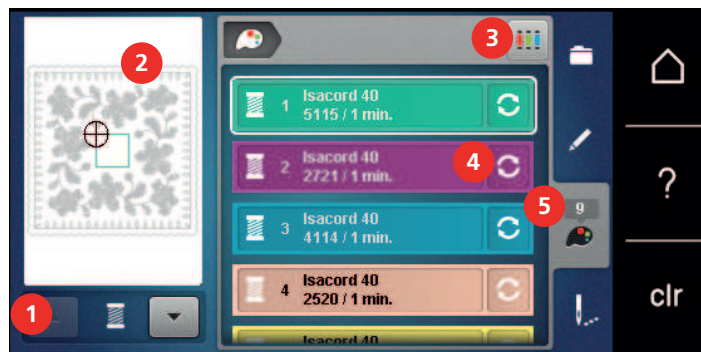 2
3
1 Isacord 40
5115 / 1 min.
2 Isacord 40
2721 / 1 min.
4
3 Isacord 40
4114 / 1 min.
5
9
4 Isacord 40
2520 / 1 min.
Isacord 40
1
?
clr